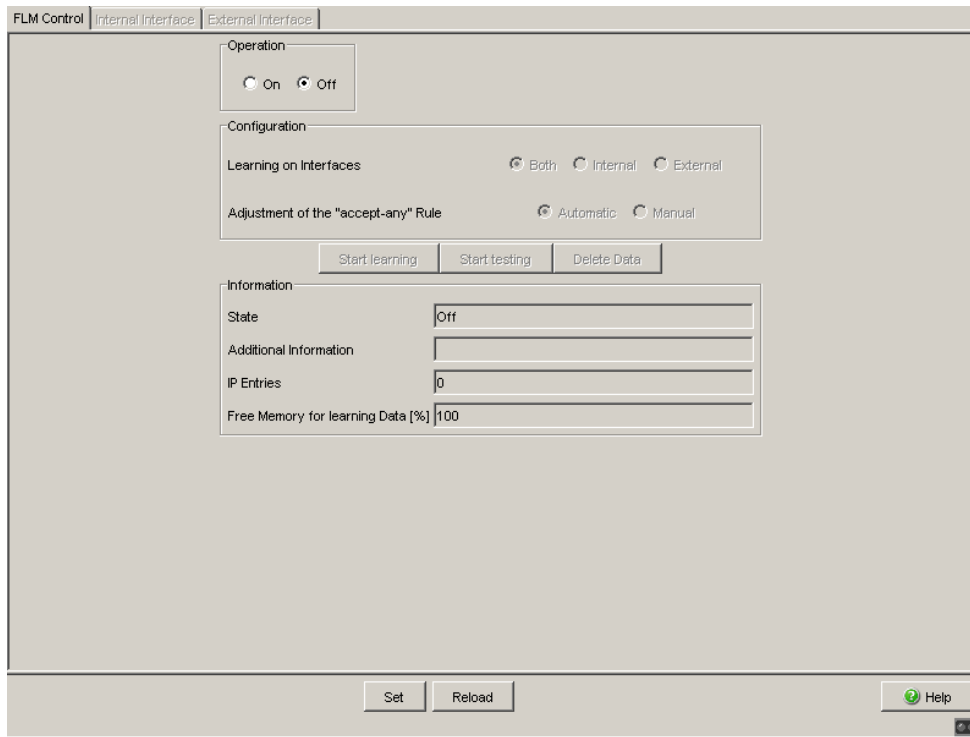 FLM Control Internal Interface External Interface
Operation
On Off
Configuration
Learning on Interfaces Both Internal External
Adjustment of the "accept-any" Rule Automatic Manual
Start learning Start testing Delete Data
Information
State Off
Additional Information
IP Entries 0
Free Memory for learning Data [%] 100
Set Reload Help